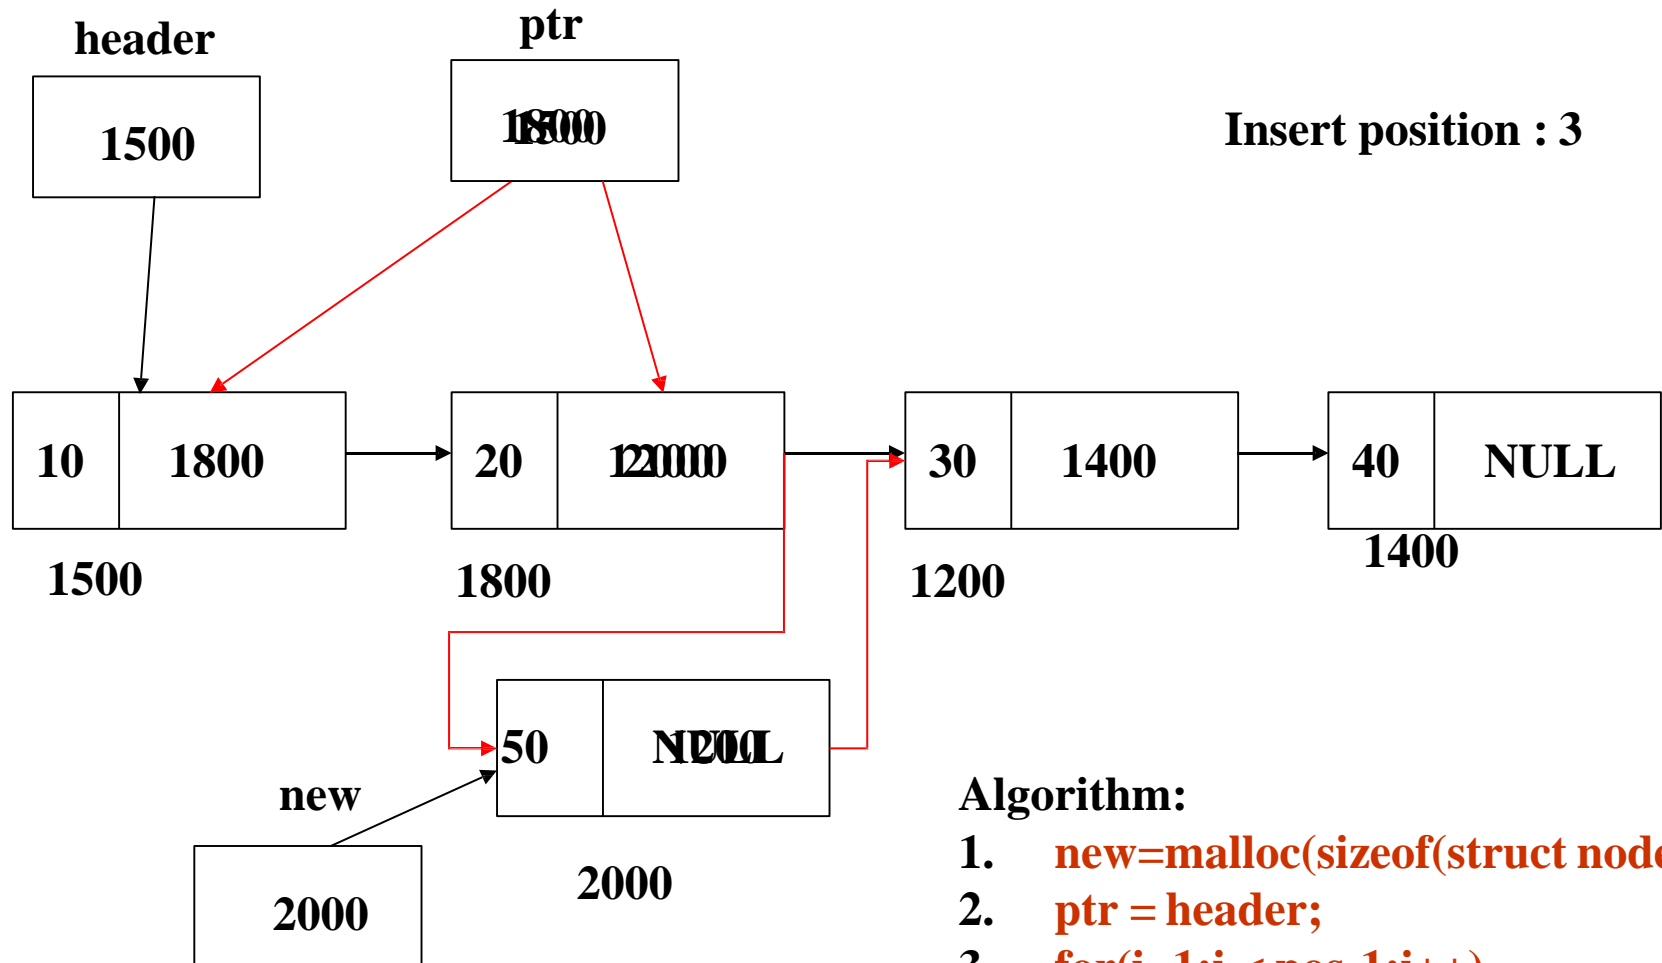 header
ptr
1500
Insert position : 3
10 1800
20
30 1400
40 NULL
1500
1800
1200
1400
50
new
2000
2000
Algorithm:
1. new=malloc(sizeof(struct node
2. ptr = header;